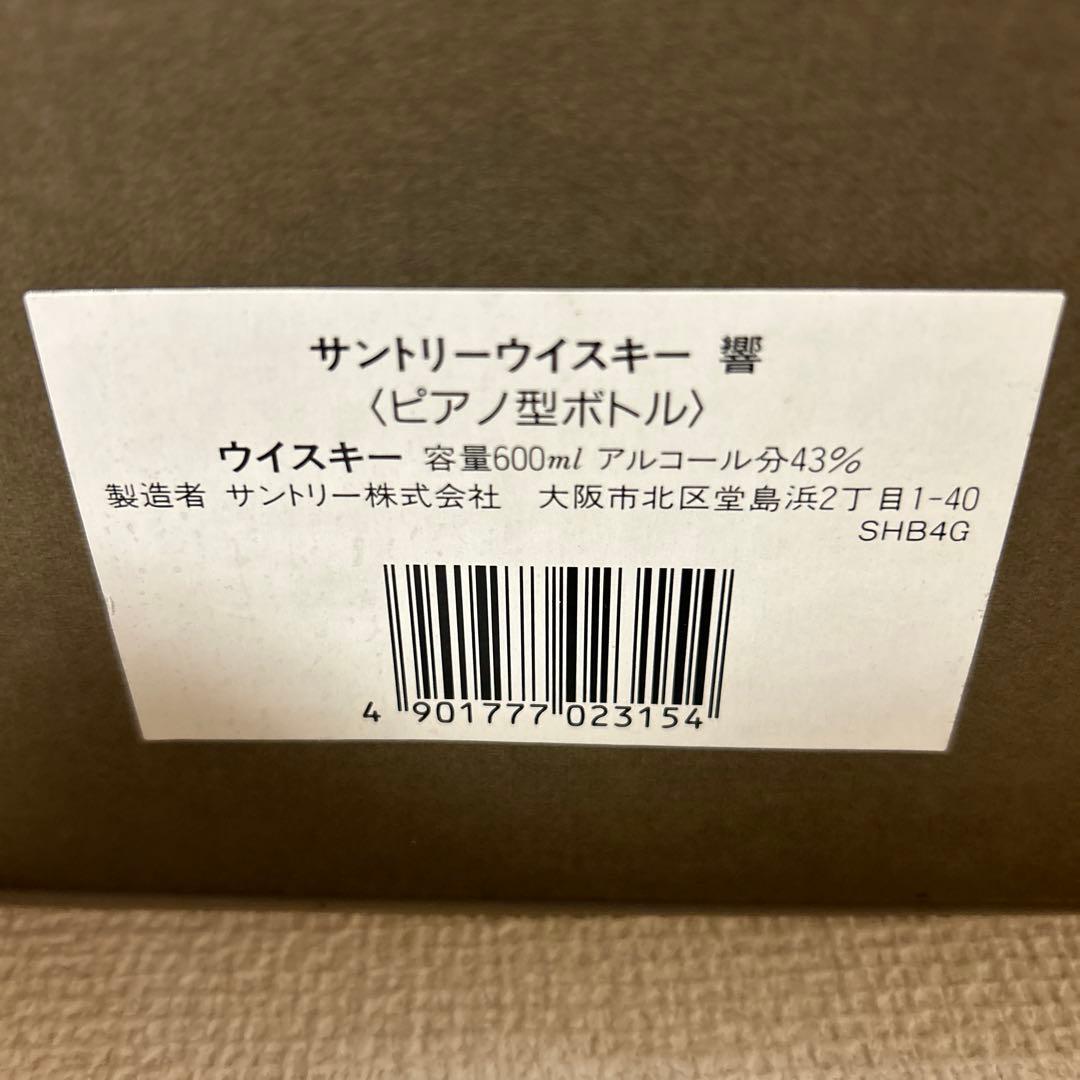 サントリーウイスキー 響
〈ピアノ型ボトル〉
ウイスキー 容量600ml アルコール分43%
製造者 サントリー株式会社 大阪市北区堂島浜2丁目1-40
SHB4G
4 901777 023154